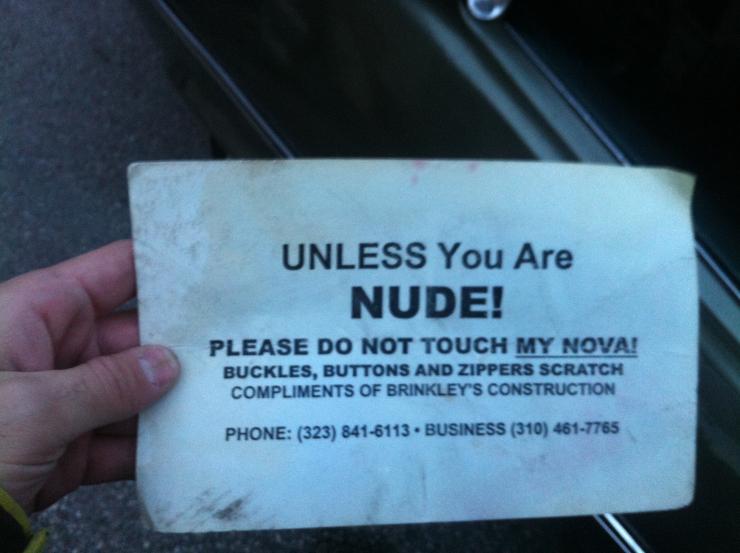 UNLESS You Are
NUDE!
PLEASE DO NOT TOUCH MY NOVA!
BUCKLES, BUTTONS AND ZIPPERS SCRATCH
COMPLIMENTS OF BRINKLEY'S CONSTRUCTION
PHONE: (323) 841-6113 • BUSINESS (310) 461-7765